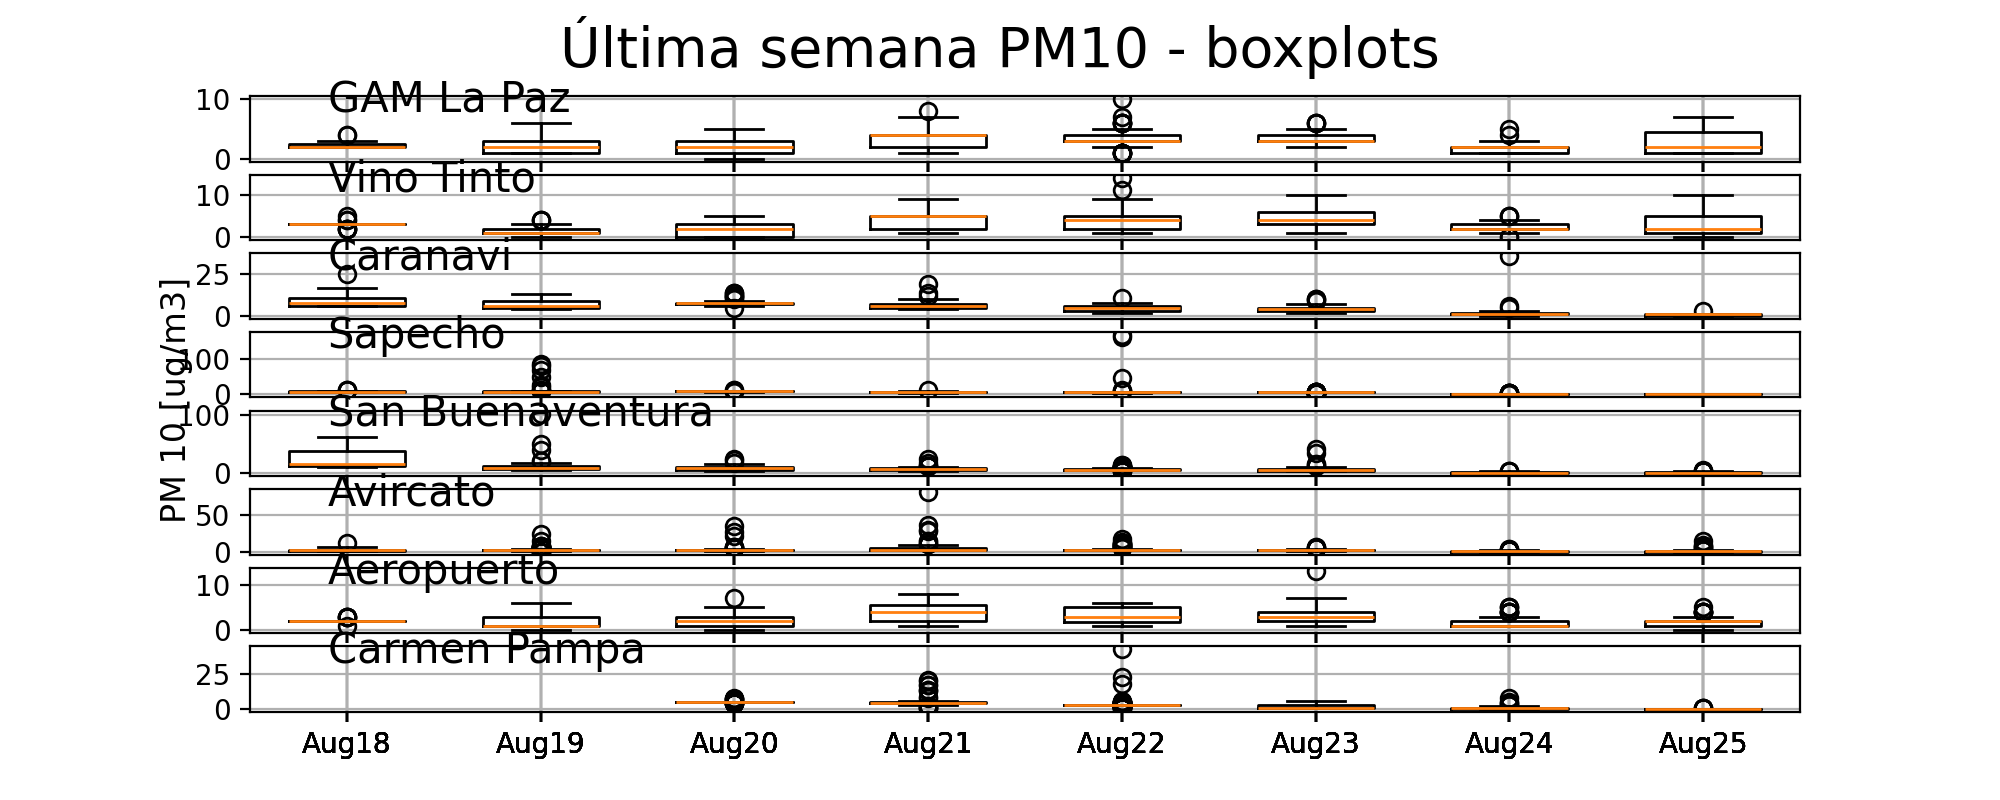 Última semana PM10 - boxplots
GAM La Paz
10
0
Vino Tinto
10
0
Caranavi
25
0
Sapecho
100
0
San Buenaventura
100
0
Avircato
50
0
Aeropuerto
10
0
Carmen Pampa
25
0
PM 10 [ug/m3]
Aug18 Aug19 Aug20 Aug21 Aug22 Aug23 Aug24 Aug25